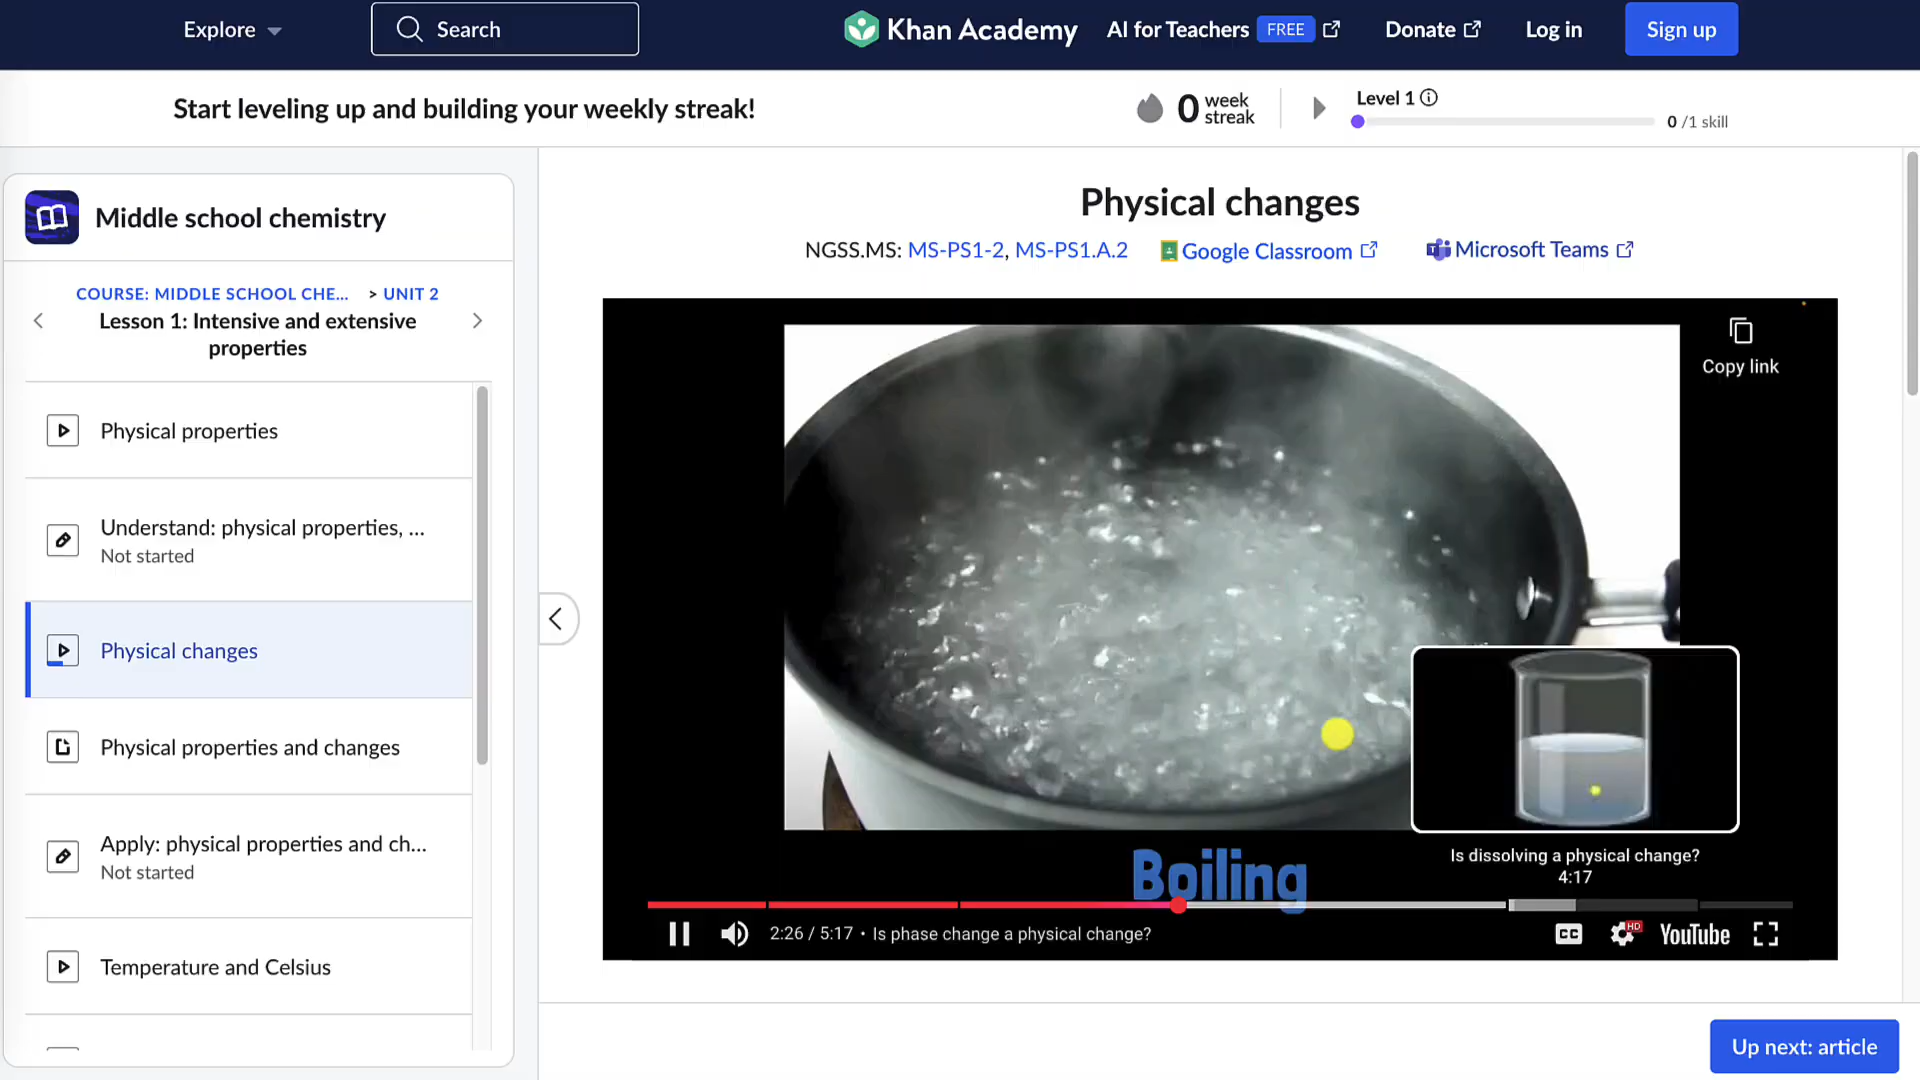 Explore
Search
Khan Academy
AI for Teachers FREE
Donate
Log in
Sign up
Start leveling up and building your weekly streak!
0 week streak
Level 1
0 /1 skill
Middle school chemistry
COURSE: MIDDLE SCHOOL CHE... > UNIT 2
Lesson 1: Intensive and extensive
properties
Physical properties
Understand: physical properties, ...
Not started
Physical changes
Physical properties and changes
Apply: physical properties and ch...
Not started
Temperature and Celsius
Physical changes
NGSS.MS: MS-PS1-2, MS-PS1.A.2
Google Classroom
Microsoft Teams
Copy link
Boiling
Is dissolving a physical change?
4:17
2:26 / 5:17 • Is phase change a physical change?
CC
HD
YouTube
Up next: article